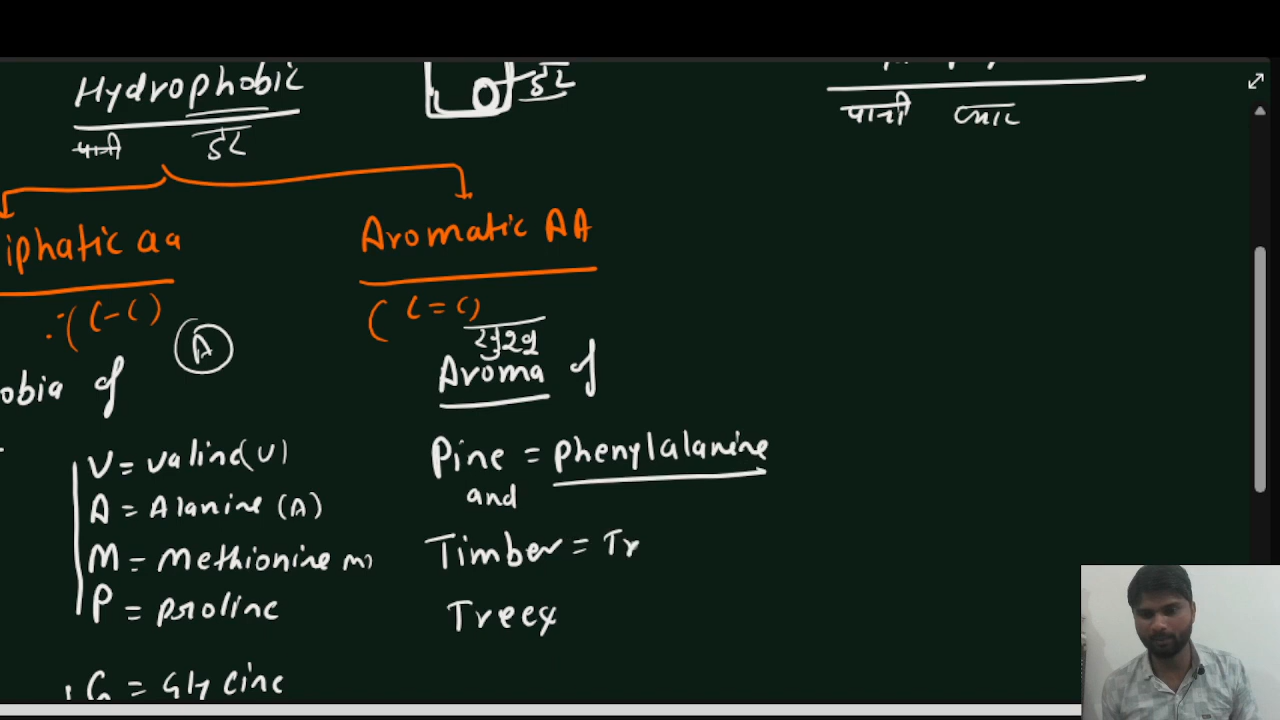 Hydrophobic
पानी डर
डर
पानी प्यार
iphatic aa
Aromatic AA
(C-C)
(C=C)
A
खुशबू
obia of
Aroma of
V = valine(V)
A = Alanine (A)
M = Methionine m
P = proline
G = Glycine
Pine = phenylalanine
and
Timber = Tr
Trees